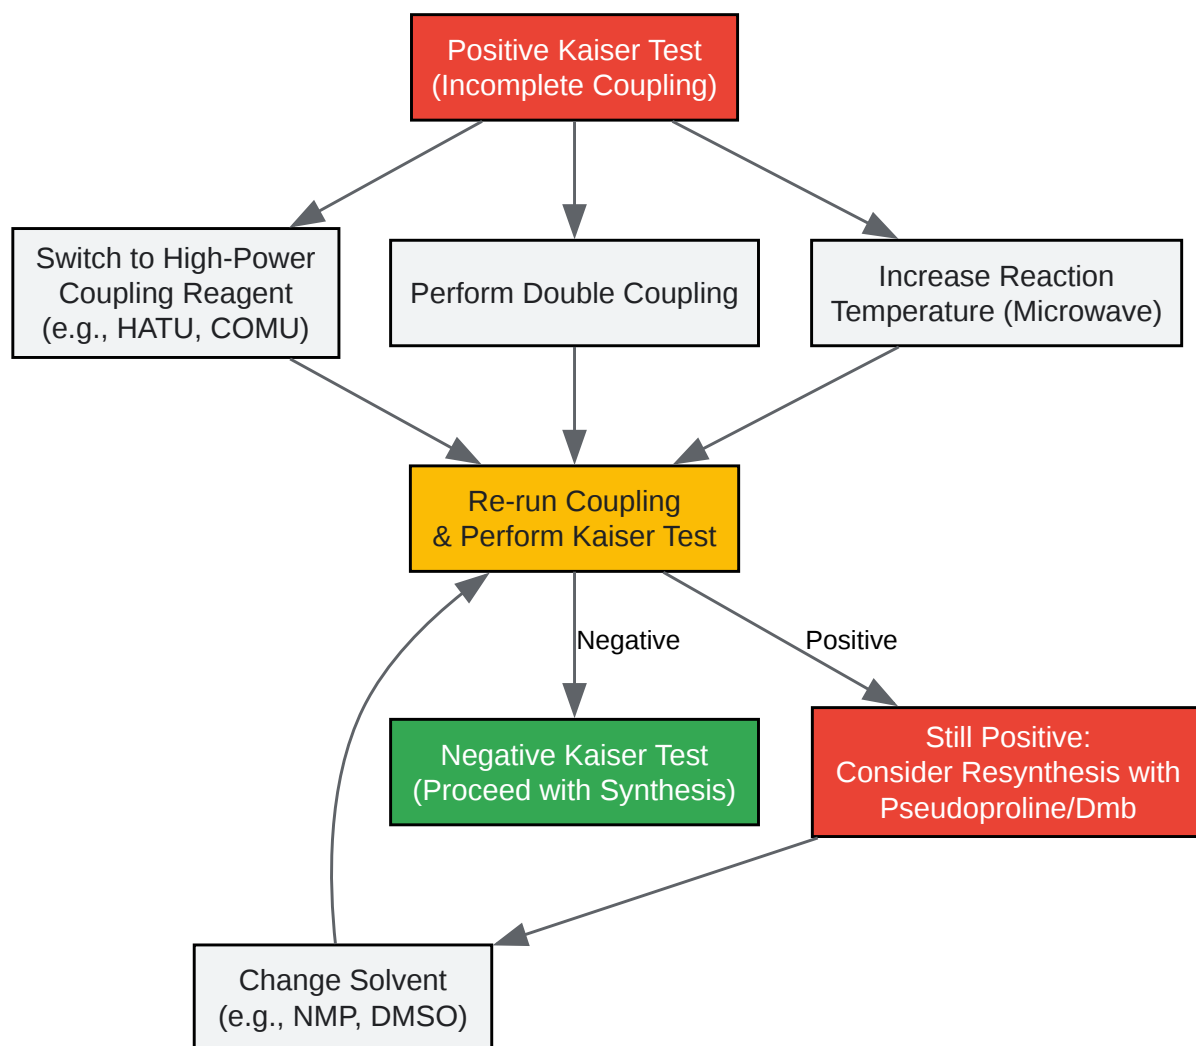 Positive Kaiser Test
(Incomplete Coupling)
Switch to High-Power
Coupling Reagent
(e.g., HATU, COMU)
Perform Double Coupling
Increase Reaction
Temperature (Microwave)
Re-run Coupling
& Perform Kaiser Test
Negative
Positive
Negative Kaiser Test
(Proceed with Synthesis)
Still Positive:
Consider Resynthesis with
Pseudoproline/Dmb
Change Solvent
(e.g., NMP, DMSO)